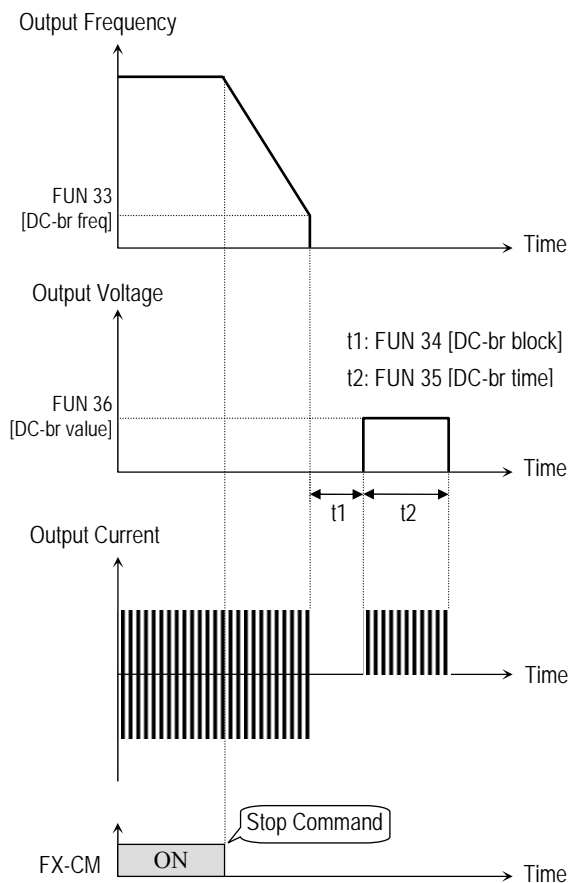 Output Frequency
FUN 33
[DC-br freq]
Time
Output Voltage
t1: FUN 34 [DC-br block]
t2: FUN 35 [DC-br time]
FUN 36
[DC-br value]
Time
t1
t2
Output Current
Time
Stop Command
FX-CM
ON
Time